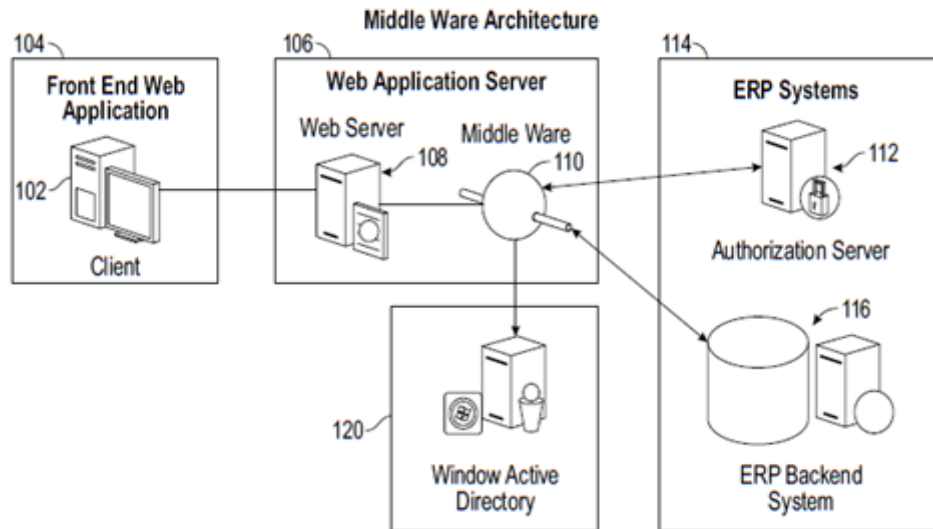 Middle Ware Architecture
104
106
114
Front End Web
Application
Web Application Server
ERP Systems
Web Server
Middle Ware
108
110
112
102
Client
Authorization Server
116
120
Window Active
Directory
ERP Backend
System